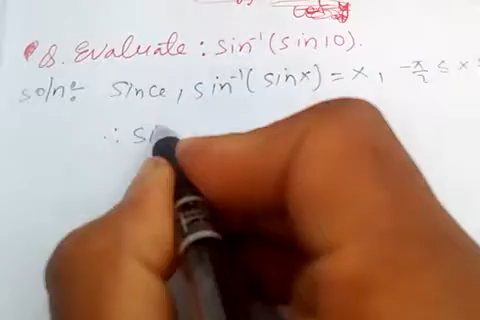 8. Evaluate : sin⁻¹(sin10).
soln: since, sin⁻¹(sinx) = x, -π/2 ≤ x ≤
∴ si